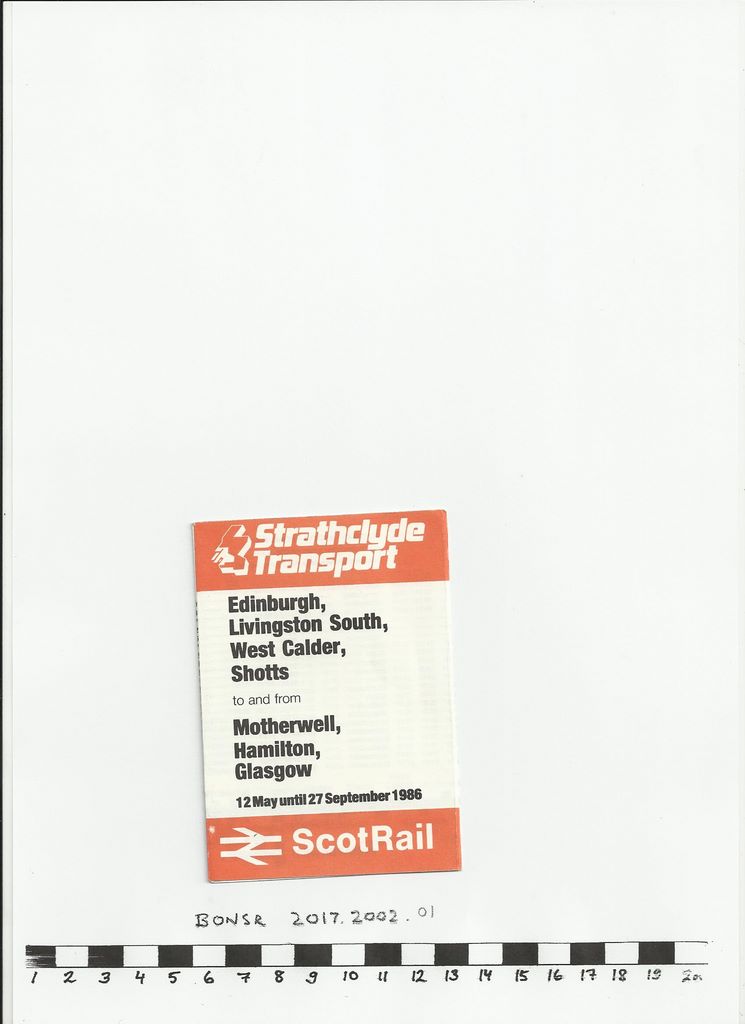 Strathclyde
Transport
Edinburgh,
Livingston South,
West Calder,
Shotts
to and from
Motherwell,
Hamilton,
Glasgow
12 May until 27 September 1986
ScotRail
BONSR 2017.2002.01
1 2 3 4 5 6 7 8 9 10 11 12 13 14 15 16 17 18 19 20